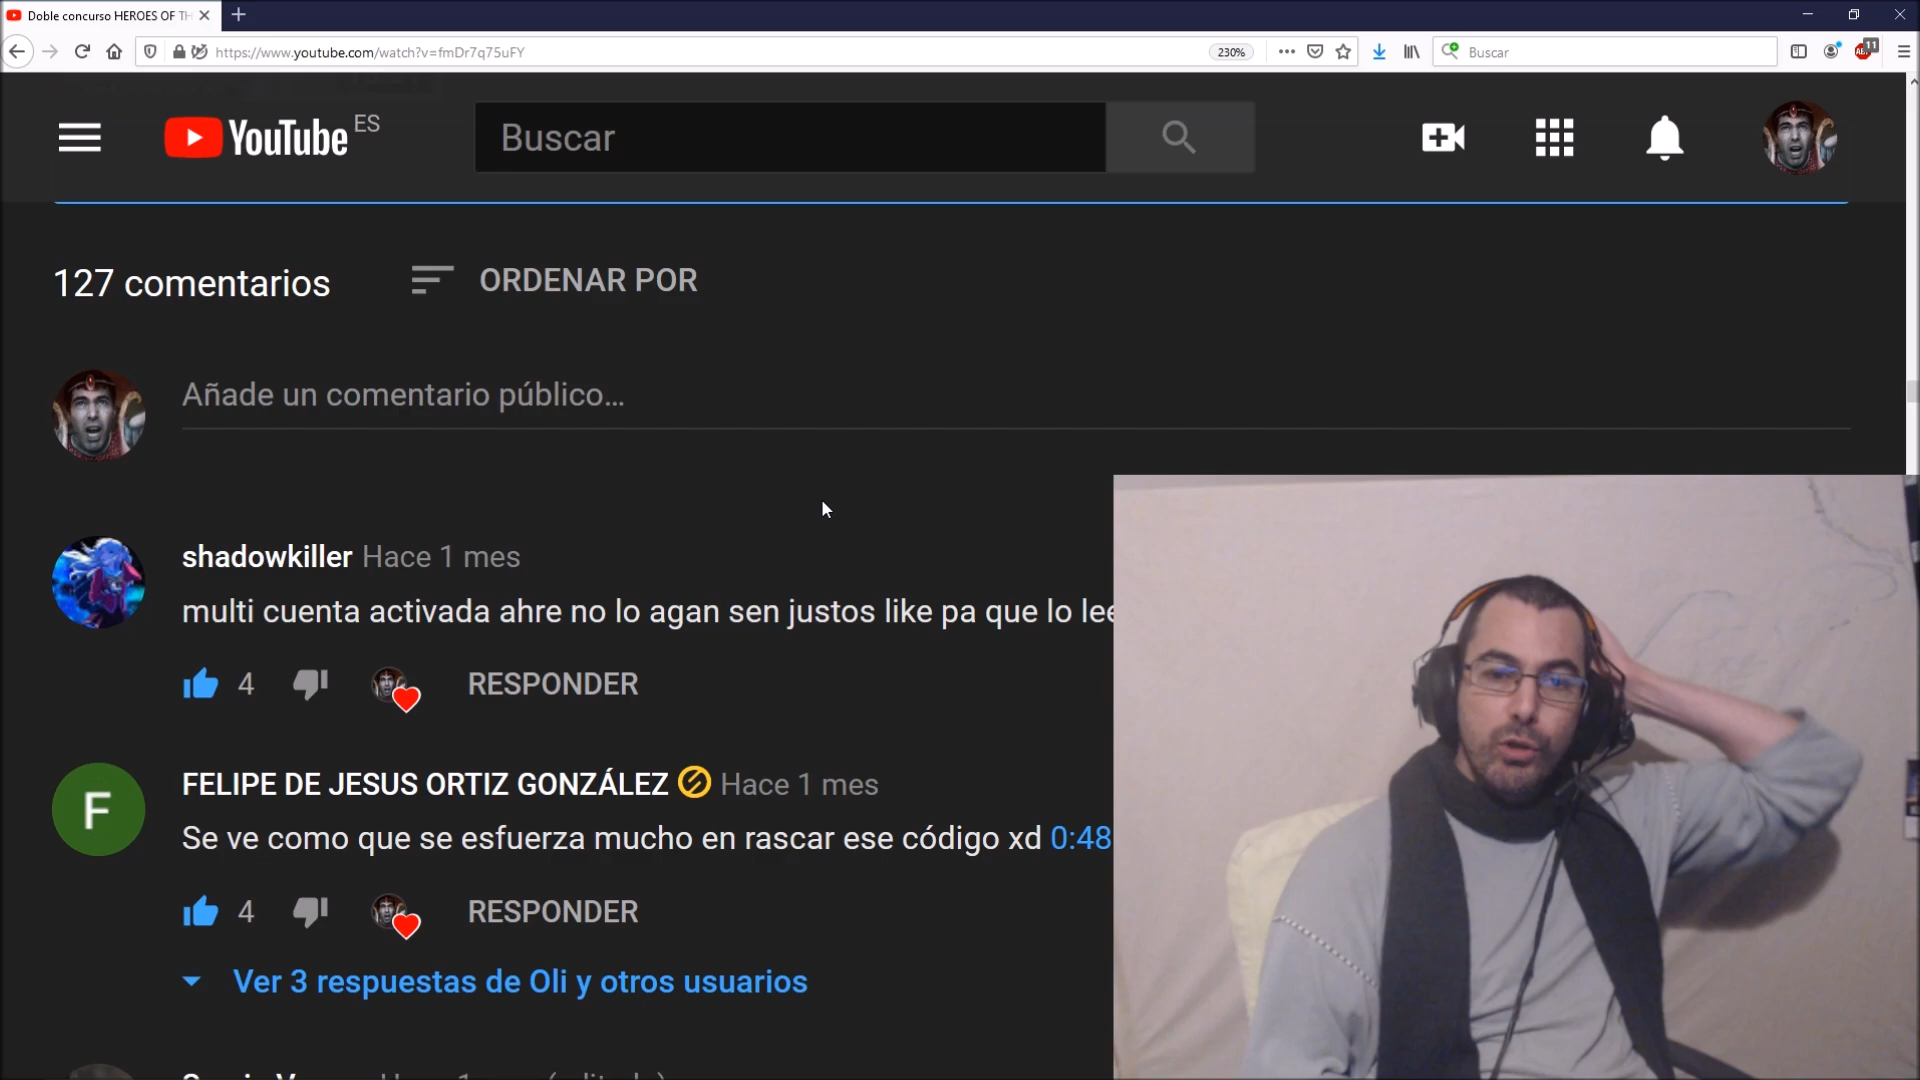 Doble concurso HEROES OF TH
https://www.youtube.com/watch?v=fmDr7q75uFY
230%
Buscar
11
YouTube ES
Buscar
127 comentarios
ORDENAR POR
Añade un comentario público...
shadowkiller Hace 1 mes
multi cuenta activada ahre no lo agan sen justos like pa que lo lee
4
RESPONDER
F
FELIPE DE JESUS ORTIZ GONZÁLEZ Hace 1 mes
Se ve como que se esfuerza mucho en rascar ese código xd 0:48
4
RESPONDER
Ver 3 respuestas de Oli y otros usuarios